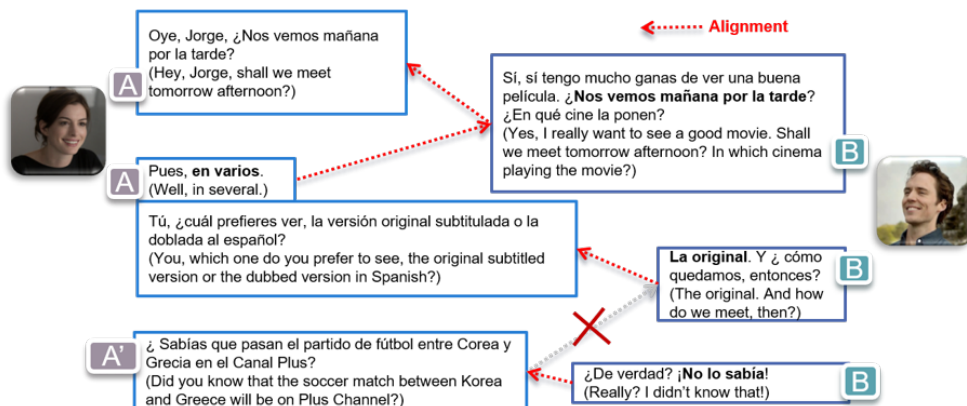 Alignment
A
Oye, Jorge, ¿Nos vemos mañana
por la tarde?
(Hey, Jorge, shall we meet
tomorrow afternoon?)
Sí, sí tengo mucho ganas de ver una buena
película. ¿Nos vemos mañana por la tarde?
¿En qué cine la ponen?
(Yes, I really want to see a good movie. Shall
we meet tomorrow afternoon? In which cinema
playing the movie?)
B
A
Pues, en varios.
(Well, in several.)
Tú, ¿cuál prefieres ver, la versión original subtitulada o la
doblada al español?
(You, which one do you prefer to see, the original subtitled
version or the dubbed version in Spanish?)
La original. Y ¿ cómo
quedamos, entonces?
(The original. And how
do we meet, then?)
B
A'
¿ Sabías que pasan el partido de fútbol entre Corea y
Grecia en el Canal Plus?
(Did you know that the soccer match between Korea
and Greece will be on Plus Channel?)
¿De verdad? ¡No lo sabía!
(Really? I didn't know that!)
B